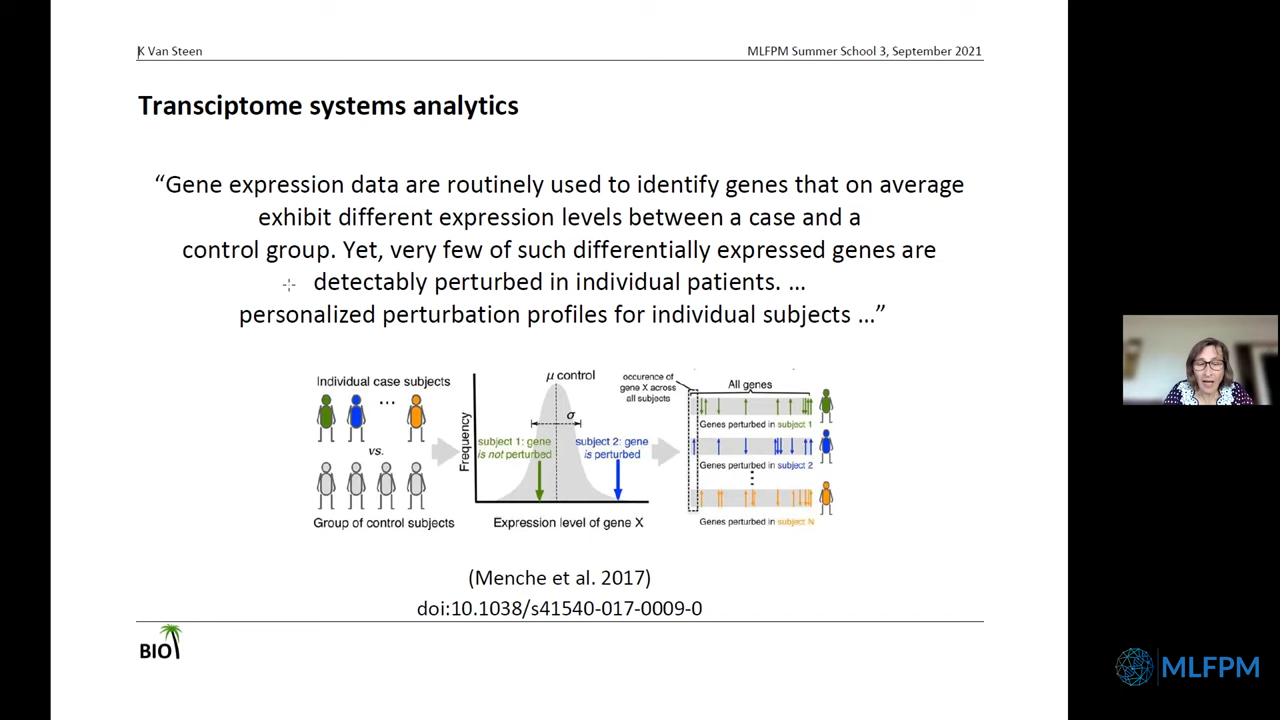 K Van Steen
MLFPM Summer School 3, September 2021
Transciptome systems analytics
“Gene expression data are routinely used to identify genes that on average
exhibit different expression levels between a case and a
control group. Yet, very few of such differentially expressed genes are
detectably perturbed in individual patients. …
personalized perturbation profiles for individual subjects …”
Individual case subjects
...
vs.
Group of control subjects
Frequency
μ control
σ
subject 1: gene
is not perturbed
subject 2: gene
is perturbed
Expression level of gene X
occurence of
gene X across
all subjects
All genes
Genes perturbed in subject 1
Genes perturbed in subject 2
Genes perturbed in subject N
(Menche et al. 2017)
doi:10.1038/s41540-017-0009-0
BIO
MLFPM